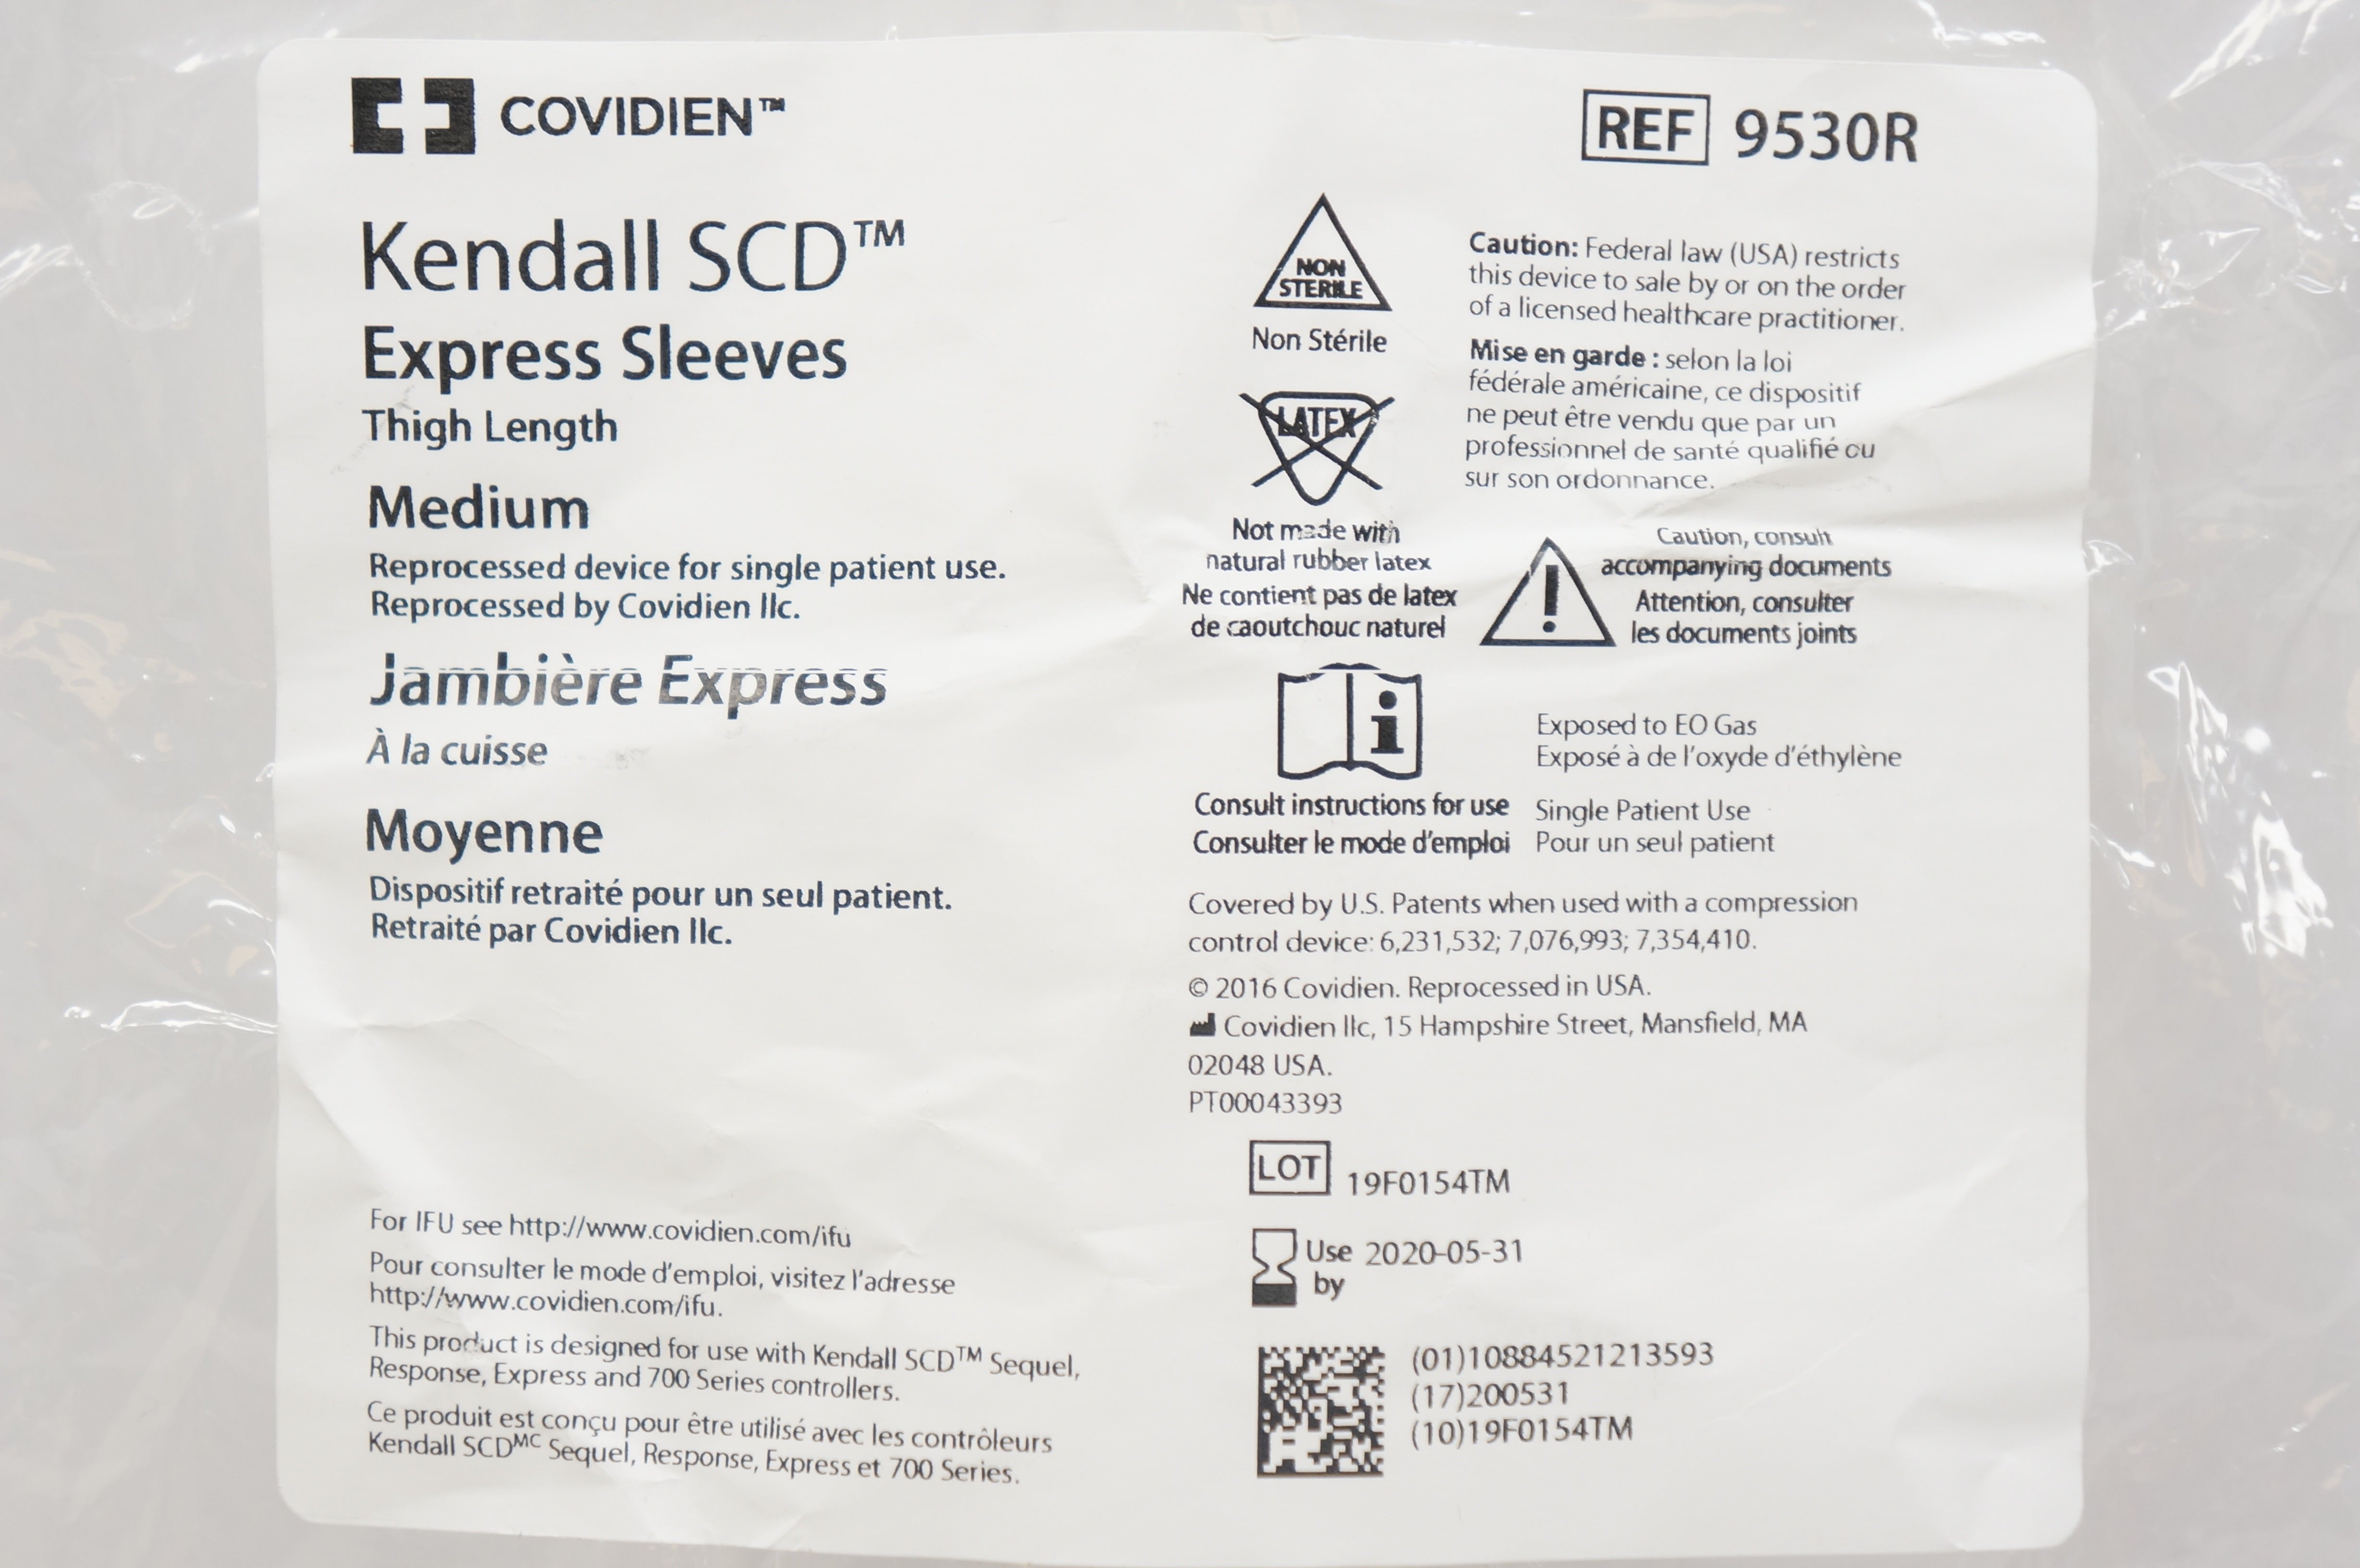 COVIDIEN™
REF 9530R
Kendall SCD™
Express Sleeves
Thigh Length
Medium
Reprocessed device for single patient use.
Reprocessed by Covidien llc.
Jambière Express
À la cuisse
Moyenne
Dispositif retraité pour un seul patient.
Retraité par Covidien llc.
For IFU see http://www.covidien.com/ifu
Pour consulter le mode d'emploi, visitez l'adresse
http://www.covidien.com/ifu.
This product is designed for use with Kendall SCD™ Sequel,
Response, Express and 700 Series controllers.
Ce produit est conçu pour être utilisé avec les contrôleurs
Kendall SCDMC Sequel, Response, Express et 700 Series.
NON
STERILE
Non Stérile
LATEX
Not made with
natural rubber latex
Ne contient pas de latex
de caoutchouc naturel
Caution: Federal law (USA) restricts
this device to sale by or on the order
of a licensed healthcare practitioner.
Mise en garde : selon la loi
fédérale américaine, ce dispositif
ne peut être vendu que par un
professionnel de santé qualifié ou
sur son ordonnance.
Caution, consult
accompanying documents
Attention, consulter
les documents joints
Consult instructions for use
Consulter le mode d'emploi
Exposed to EO Gas
Exposé à de l'oxyde d'éthylène
Single Patient Use
Pour un seul patient
Covered by U.S. Patents when used with a compression
control device: 6,231,532; 7,076,993; 7,354,410.
© 2016 Covidien. Reprocessed in USA.
Covidien llc, 15 Hampshire Street, Mansfield, MA
02048 USA.
PT00043393
LOT 19F0154TM
Use 2020-05-31
by
(01)10884521213593
(17)200531
(10)19F0154TM